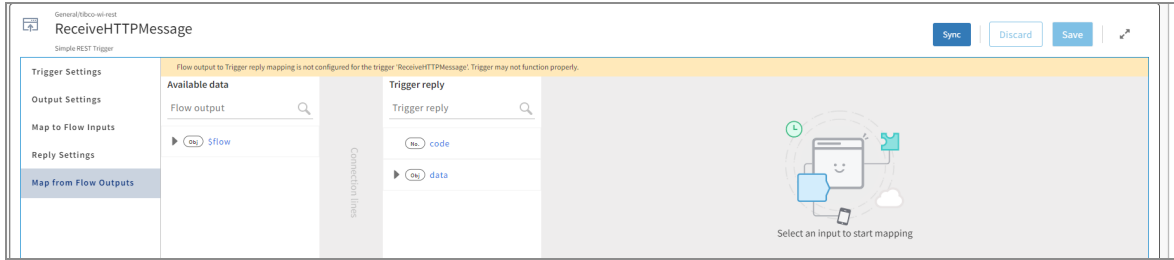 General/tibco-wi-rest
ReceiveHTTPMessage
Simple REST Trigger
Sync
Discard
Save
Trigger Settings
Output Settings
Map to Flow Inputs
Reply Settings
Map from Flow Outputs
Flow output to Trigger reply mapping is not configured for the trigger 'ReceiveHTTPMessage'. Trigger may not function properly.
Available data
Flow output
Obj $flow
Connection lines
Trigger reply
Trigger reply
No. code
Obj data
Select an input to start mapping